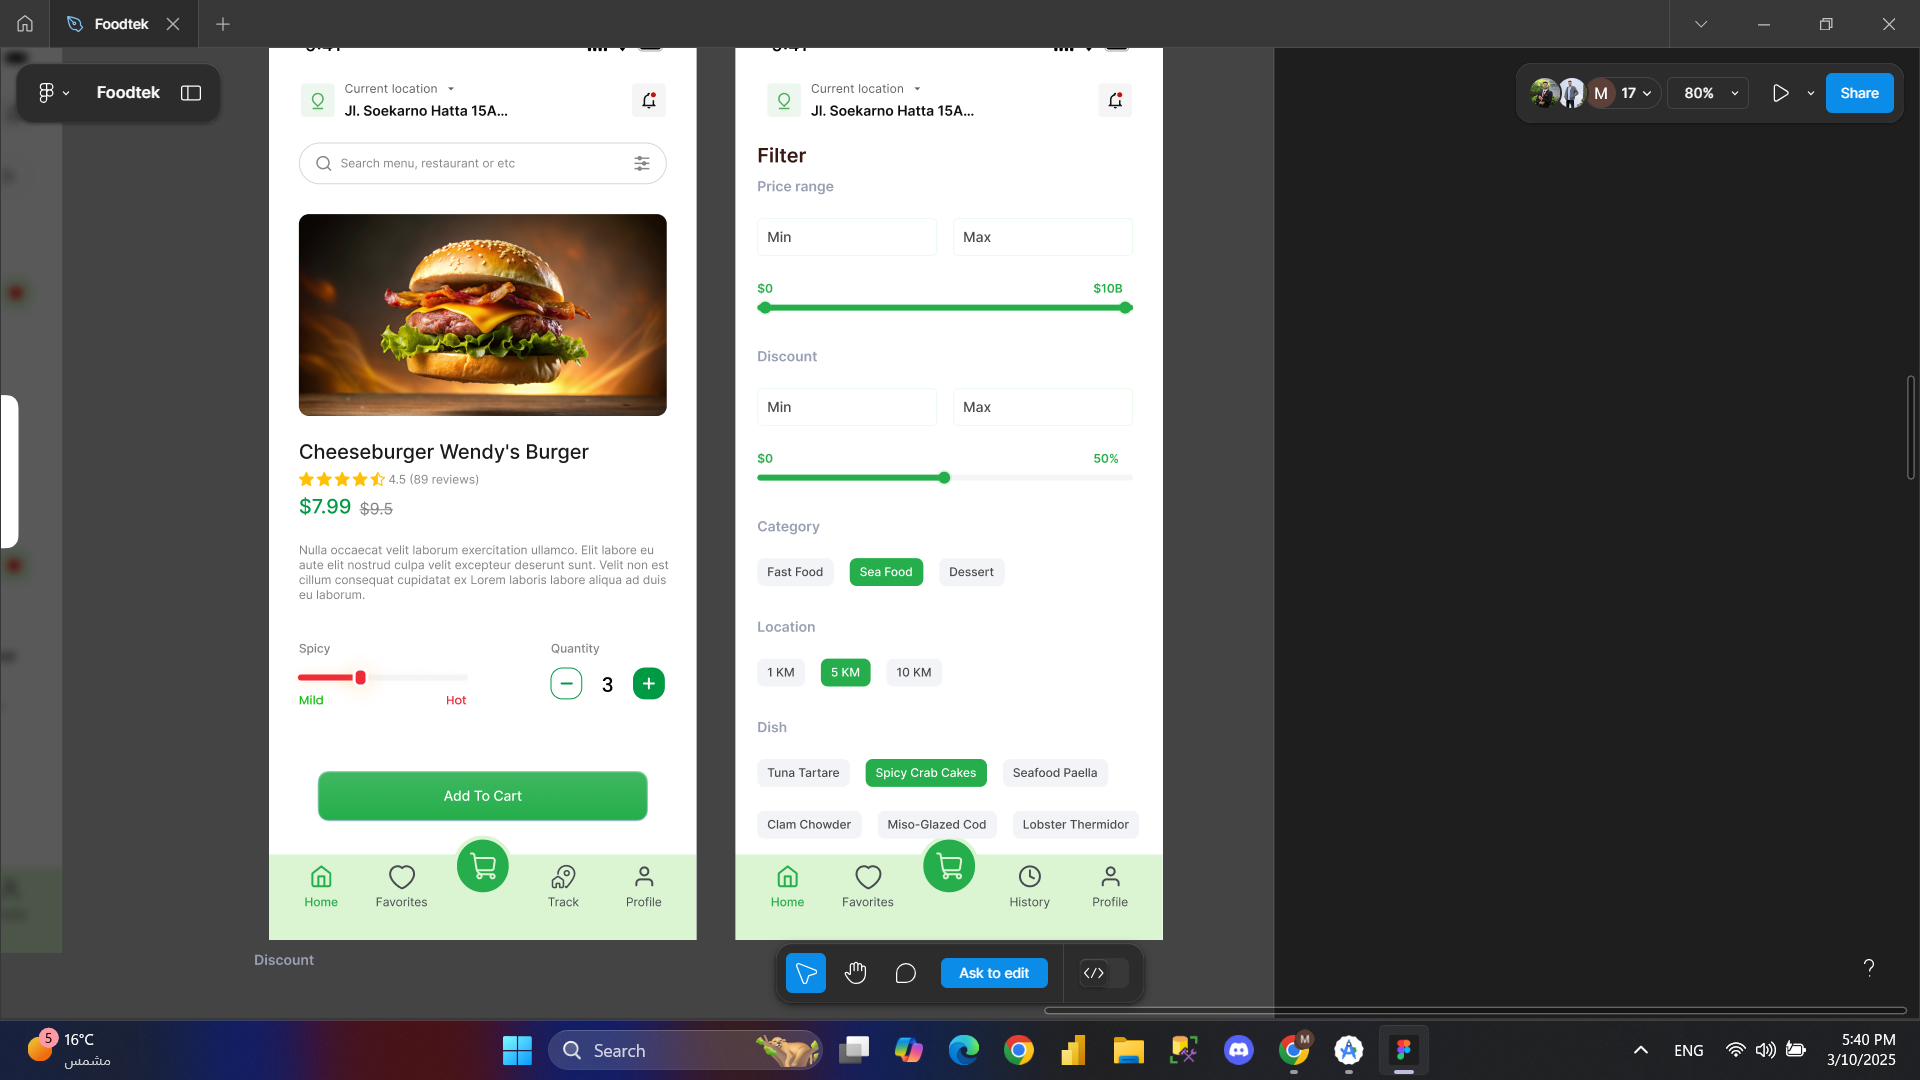 Foodtek
Foodtek
M
17
80%
Share
Current location
Jl. Soekarno Hatta 15A...
Search menu, restaurant or etc
Cheeseburger Wendy's Burger
4.5 (89 reviews)
$7.99 $9.5
Nulla occaecat velit laborum exercitation ullamco. Elit labore eu
aute elit nostrud culpa velit excepteur deserunt sunt. Velit non est
cillum consequat cupidatat ex Lorem laboris labore aliqua ad duis
eu laborum.
Spicy
Quantity
3
Mild
Hot
Add To Cart
Home
Favorites
Track
Profile
Discount
Current location
Jl. Soekarno Hatta 15A...
Filter
Price range
Min
Max
$0
$10B
Discount
Min
Max
$0
50%
Category
Fast Food
Sea Food
Dessert
Location
1 KM
5 KM
10 KM
Dish
Tuna Tartare
Spicy Crab Cakes
Seafood Paella
Clam Chowder
Miso-Glazed Cod
Lobster Thermidor
Home
Favorites
History
Profile
Ask to edit
?
5
16°C
مشمس
Search
M
ENG
5:40 PM
3/10/2025